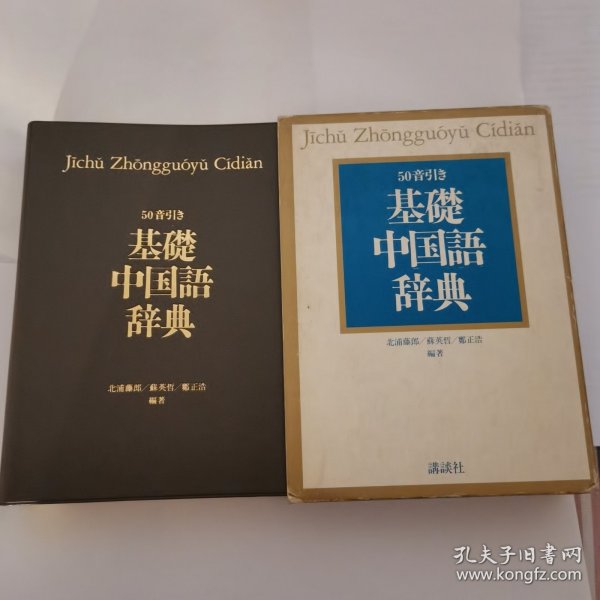 Jīchǔ Zhōngguóyǔ Cídiǎn
50音引き
基礎
中国語
辞典
北浦藤郎/蘇英哲/鄭正浩
編著
Jīchǔ Zhōngguóyǔ Cídiǎn
50音引き
基礎
中国語
辞典
北浦藤郎/蘇英哲/鄭正浩
編著
講談社
孔夫子旧书网
www.kongfz.com